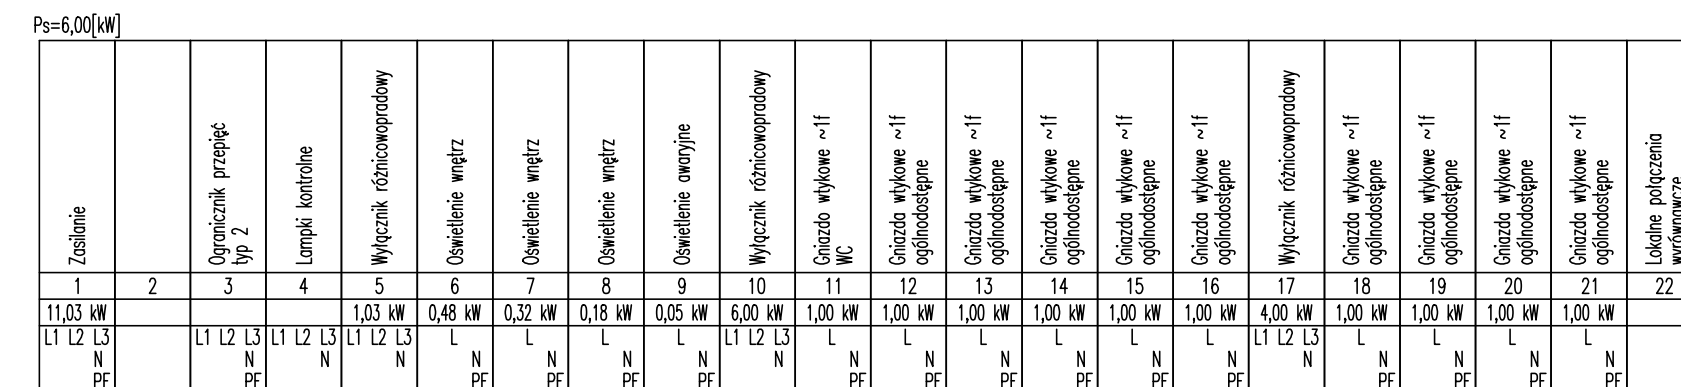 Ps=6,00[kW]
Zasilanie
Ogranicznik przepięć
typ 2
Lampki kontrolne
Wyłącznik różnicowoprądowy
Oświetlenie wnętrz
Oświetlenie wnętrz
Oświetlenie wnętrz
Oświetlenie awaryjne
Wyłącznik różnicowoprądowy
Gniazdo wtykowe ~1f
WC
Gniazda wtykowe ~1f
ogólnodostępne
Gniazda wtykowe ~1f
ogólnodostępne
Gniazda wtykowe ~1f
ogólnodostępne
Gniazda wtykowe ~1f
ogólnodostępne
Gniazda wtykowe ~1f
ogólnodostępne
Wyłącznik różnicowoprądowy
Gniazda wtykowe ~1f
ogólnodostępne
Gniazda wtykowe ~1f
ogólnodostępne
Gniazda wtykowe ~1f
ogólnodostępne
Gniazda wtykowe ~1f
ogólnodostępne
Lokalne połączenia
wyrównawcze
1 2 3 4 5 6 7 8 9 10 11 12 13 14 15 16 17 18 19 20 21 22
11,03 kW 1,03 kW 0,48 kW 0,32 kW 0,18 kW 0,05 kW 6,00 kW 1,00 kW 1,00 kW 1,00 kW 1,00 kW 1,00 kW 1,00 kW 4,00 kW 1,00 kW 1,00 kW 1,00 kW 1,00 kW
L1 L2 L3 L1 L2 L3 L1 L2 L3 L1 L2 L3 L L L L L1 L2 L3 L L L L L L L1 L2 L3 L L L L
N N N N N N N N N N N N N N N N N N N N
PE PE PE PE PE PE PE PE PE PE PE PE PE PE PE PE